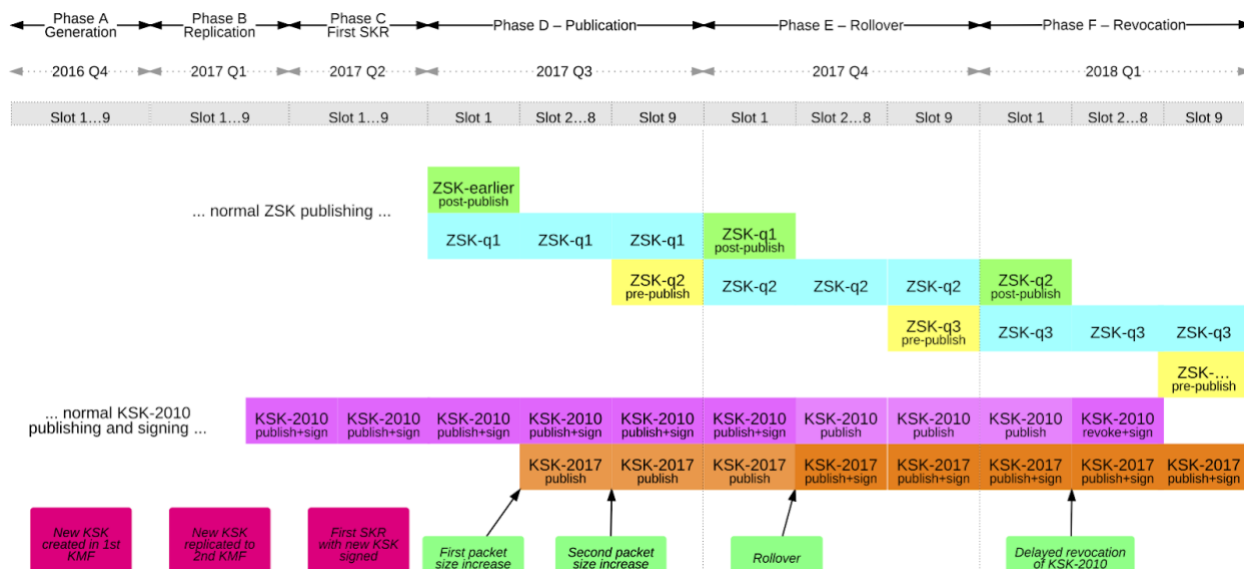 Phase A
Generation
Phase B
Replication
Phase C
First SKR
Phase D – Publication
Phase E – Rollover
Phase F – Revocation
2016 Q4
2017 Q1
2017 Q2
2017 Q3
2017 Q4
2018 Q1
Slot 1…9
Slot 1…9
Slot 1…9
Slot 1
Slot 2…8
Slot 9
Slot 1
Slot 2…8
Slot 9
Slot 1
Slot 2…8
Slot 9
... normal ZSK publishing ...
ZSK-earlier
post-publish
ZSK-q1
ZSK-q1
ZSK-q1
ZSK-q1
post-publish
ZSK-q2
pre-publish
ZSK-q2
ZSK-q2
ZSK-q2
ZSK-q2
post-publish
ZSK-q3
pre-publish
ZSK-q3
ZSK-q3
ZSK-q3
ZSK-…
pre-publish
... normal KSK-2010
publishing and signing ...
KSK-2010
publish+sign
KSK-2010
publish+sign
KSK-2010
publish+sign
KSK-2010
publish+sign
KSK-2010
publish+sign
KSK-2010
publish+sign
KSK-2010
publish
KSK-2010
publish
KSK-2010
publish
KSK-2010
revoke+sign
KSK-2017
publish
KSK-2017
publish
KSK-2017
publish
KSK-2017
publish+sign
KSK-2017
publish+sign
KSK-2017
publish+sign
KSK-2017
publish+sign
KSK-2017
publish+sign
New KSK
created in 1st
KMF
New KSK
replicated to
2nd KMF
First SKR
with new KSK
signed
First packet
size increase
Second packet
size increase
Rollover
Delayed revocation
of KSK-2010